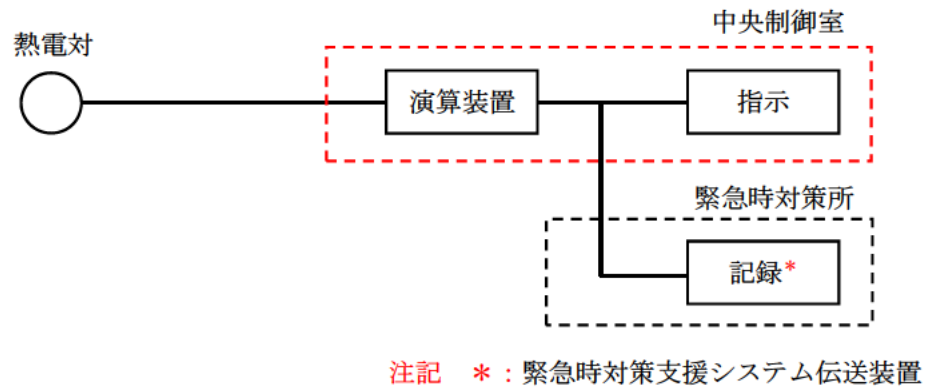 中央制御室
熱電対
演算装置
指示
緊急時対策所
記録*
注記　*：緊急時対策支援システム伝送装置